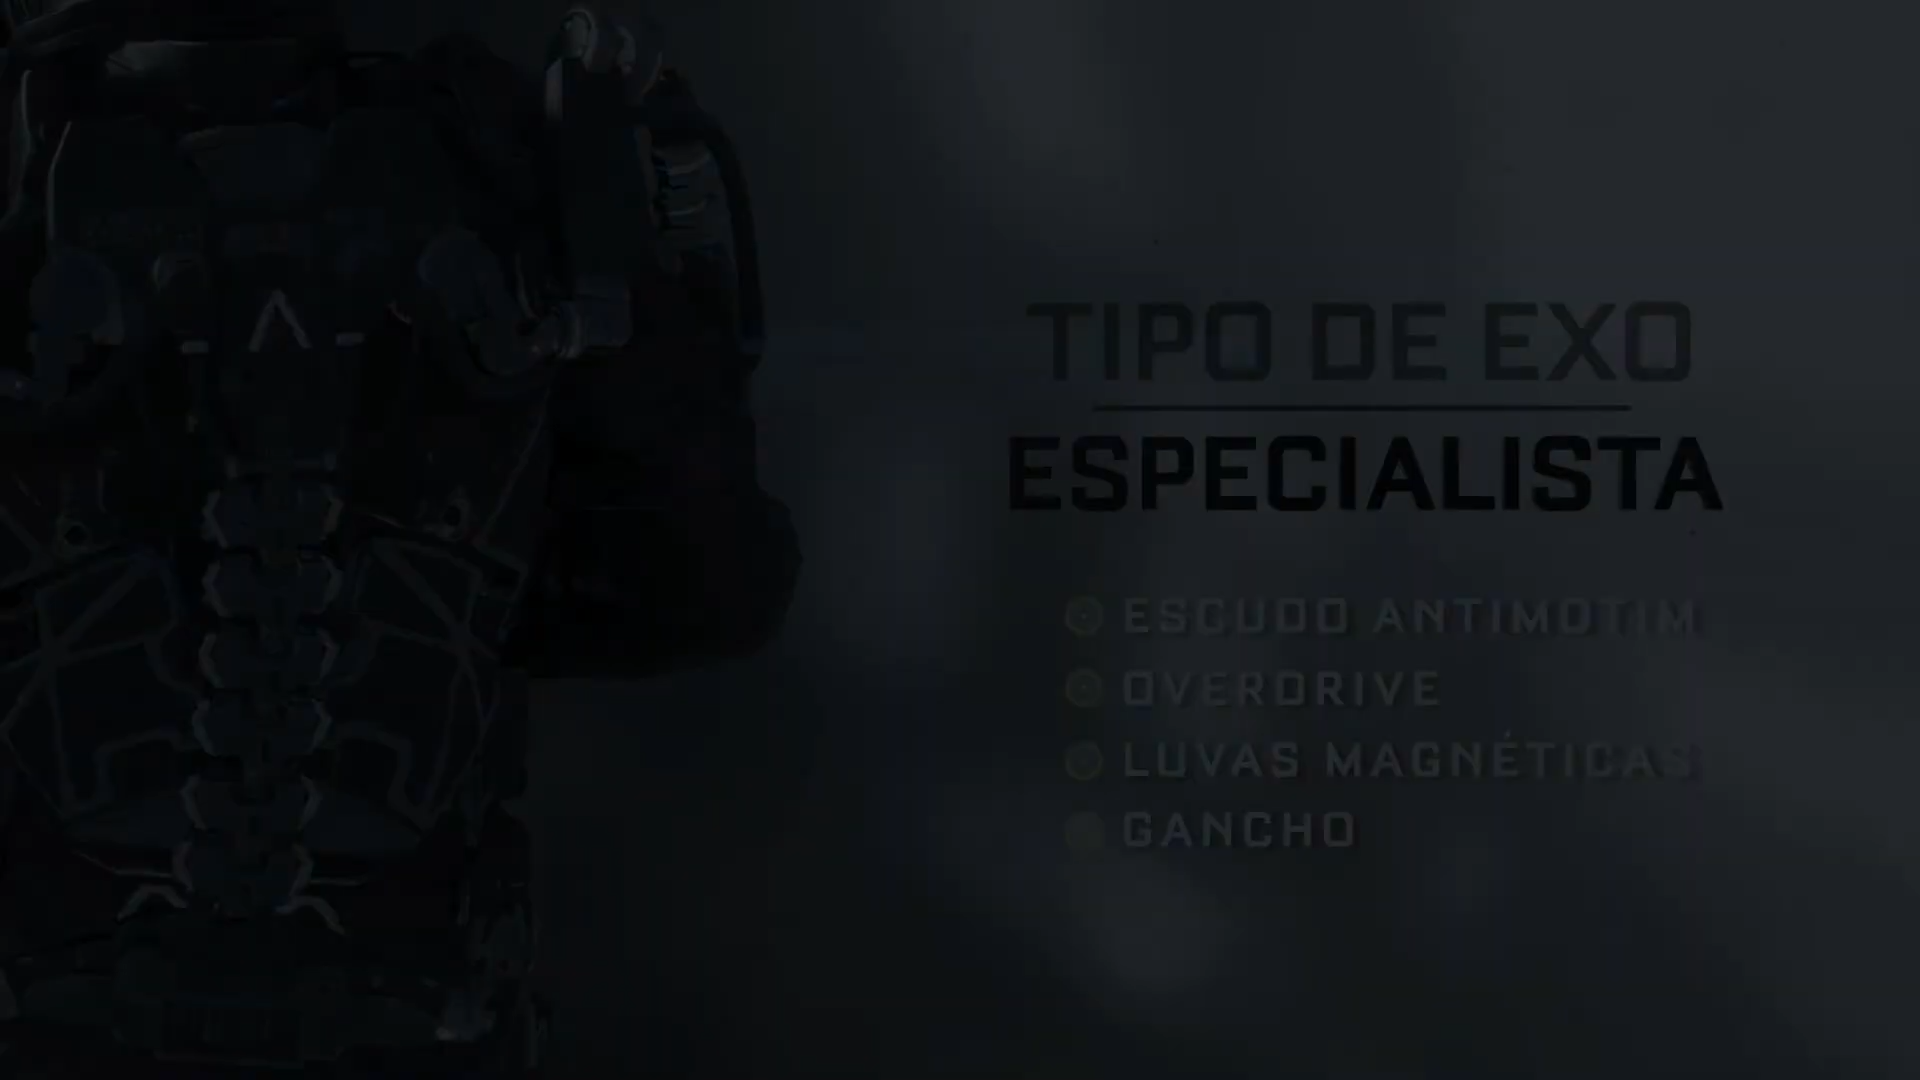 TIPO DE EXO
ESPECIALISTA
ESCUDO ANTIMOTIM
OVERDRIVE
LUVAS MAGNÉTICAS
GANCHO